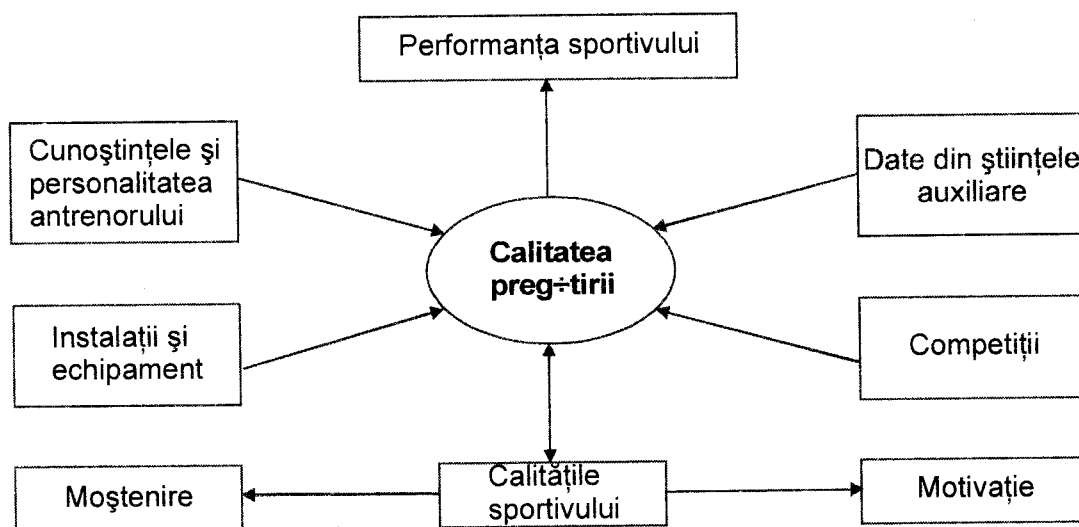 Performanța sportivului
Cunoştințele şi
personalitatea
antrenorului
Date din ştiințele
auxiliare
Calitatea
preg÷tirii
Instalații şi
echipament
Competiții
Moştenire
Calitățile
sportivului
Motivație